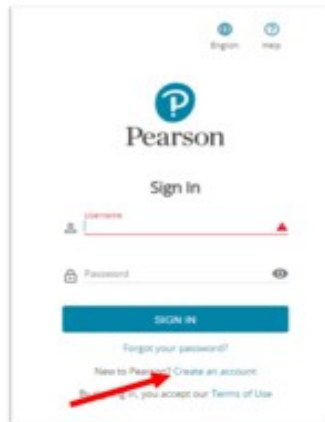 English Help
Pearson
Sign In
Username
Password
SIGN IN
Forgot your password?
New to Pearson? Create an account
By signing in, you accept our Terms of Use